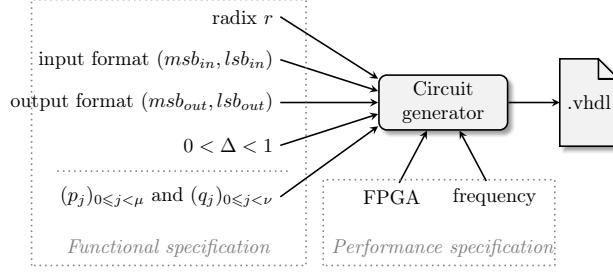 radix r
input format (msb_in, lsb_in)
output format (msb_out, lsb_out)
0 < Δ < 1
(p_j)_{0⩽j<μ} and (q_j)_{0⩽j<ν}
Functional specification
Circuit
generator
.vhdl
FPGA
frequency
Performance specification